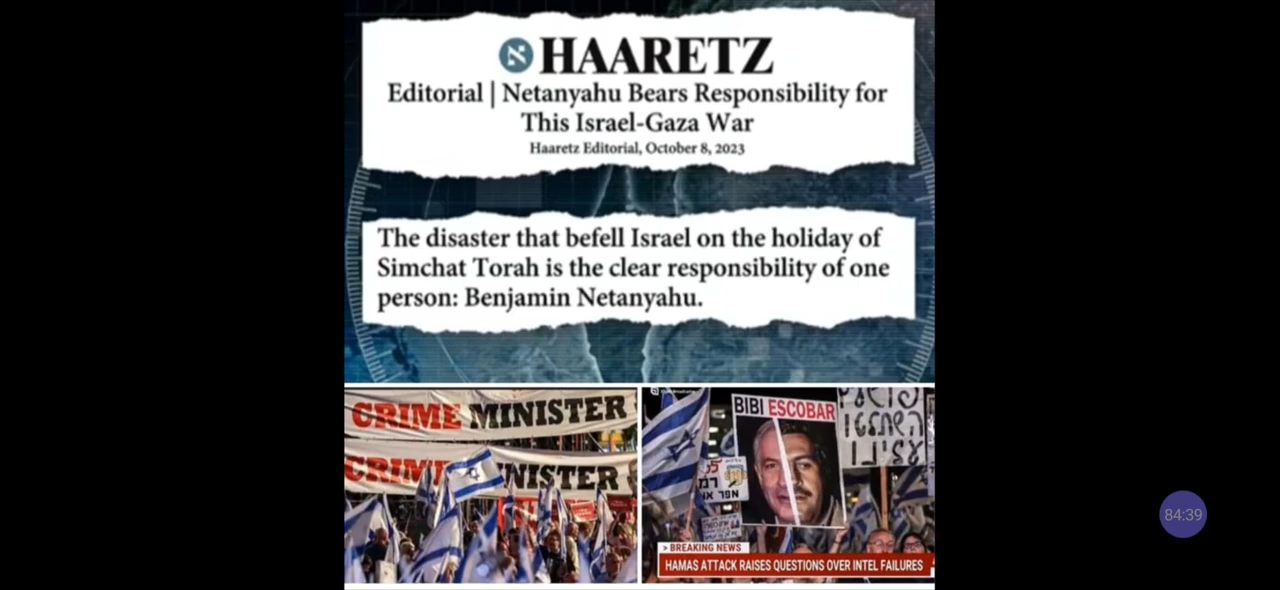 HAARETZ
Editorial | Netanyahu Bears Responsibility for
This Israel-Gaza War
Haaretz Editorial, October 8, 2023
The disaster that befell Israel on the holiday of
Simchat Torah is the clear responsibility of one
person: Benjamin Netanyahu.
CRIME MINISTER
CRIME MINISTER
BIBI ESCOBAR
> BREAKING NEWS
HAMAS ATTACK RAISES QUESTIONS OVER INTEL FAILURES
84:39